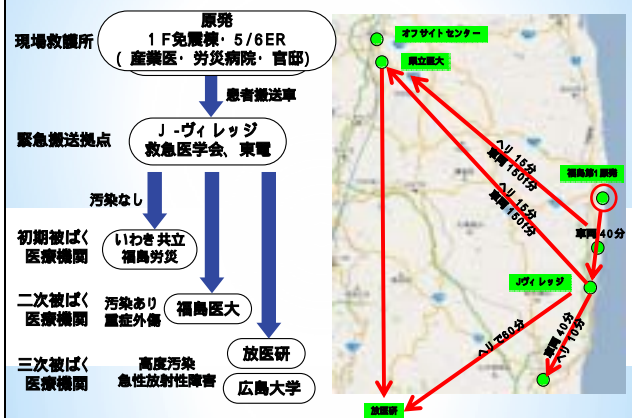 現場救護所
原発
1F免震棟・5/6ER
( 産業医・労災病院・官邸)
患者搬送車
緊急搬送拠点
J -ヴィレッジ
救急医学会、東電
汚染なし
初期被ばく
医療機関
いわき共立
福島労災
二次被ばく
医療機関
汚染あり
重症外傷
福島医大
三次被ばく
医療機関
高度汚染
急性放射性障害
放医研
広島大学
オフサイトセンター
県立医大
ヘリ 15分
車両150分
福島第1原発
ヘリ 15分
車両150分
車両40分
Jヴィレッジ
ヘリで60分
車両 40分
ヘリ 10分
放医研